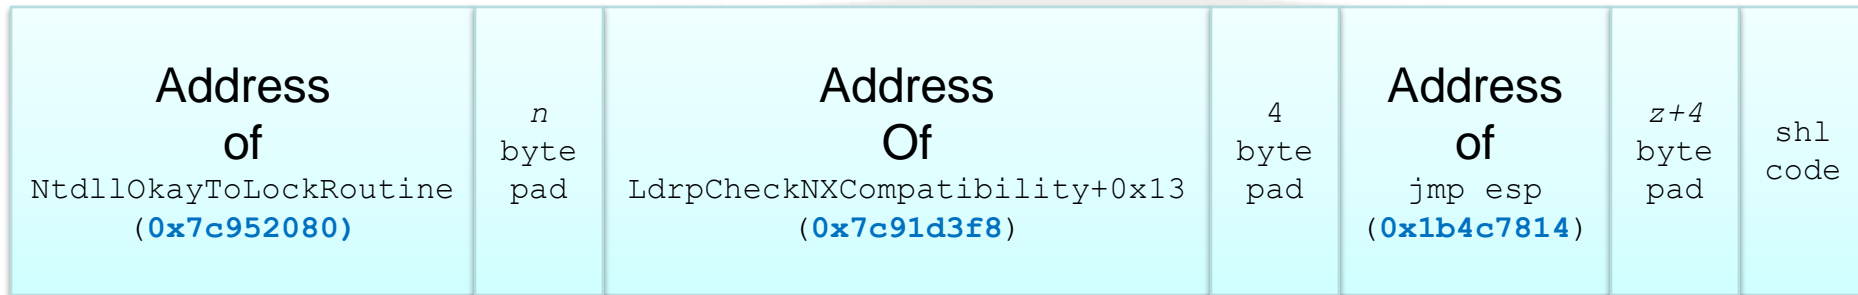 Address
of
NtdllOkayToLockRoutine
(0x7c952080)
n
byte
pad
Address
Of
LdrpCheckNXCompatibility+0x13
(0x7c91d3f8)
4
byte
pad
Address
of
jmp esp
(0x1b4c7814)
z+4
byte
pad
shl
code